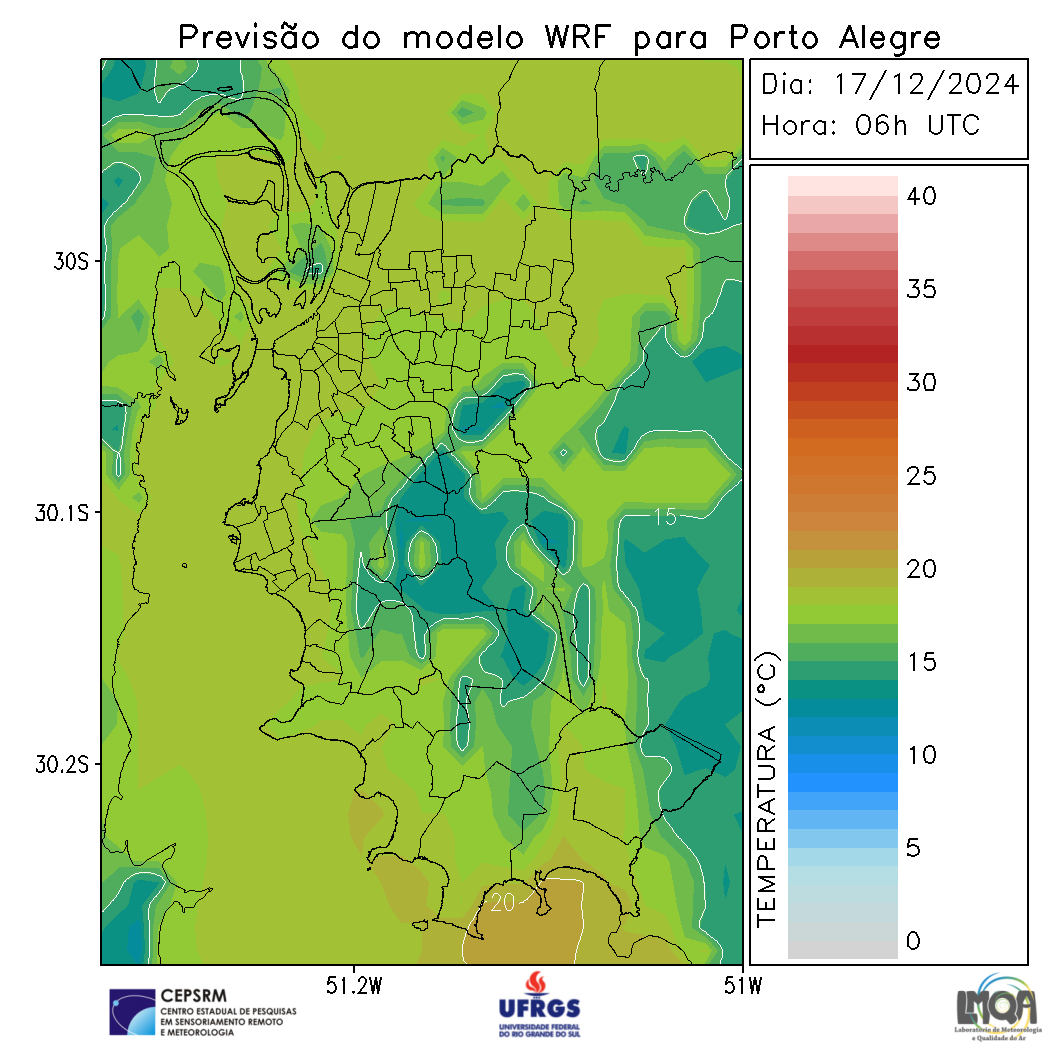 Previsão do modelo WRF para Porto Alegre
Dia: 17/12/2024
Hora: 06h UTC
40
35
30
25
20
15
10
5
0
TEMPERATURA (°C)
30S
30.1S
30.2S
15
20
51.2W
51W
CEPSRM
CENTRO ESTADUAL DE PESQUISAS
EM SENSORIAMENTO REMOTO
E METEOROLOGIA
UFRGS
UNIVERSIDADE FEDERAL
DO RIO GRANDE DO SUL
LMQA
Laboratório de Meteorologia
e Qualidade do Ar